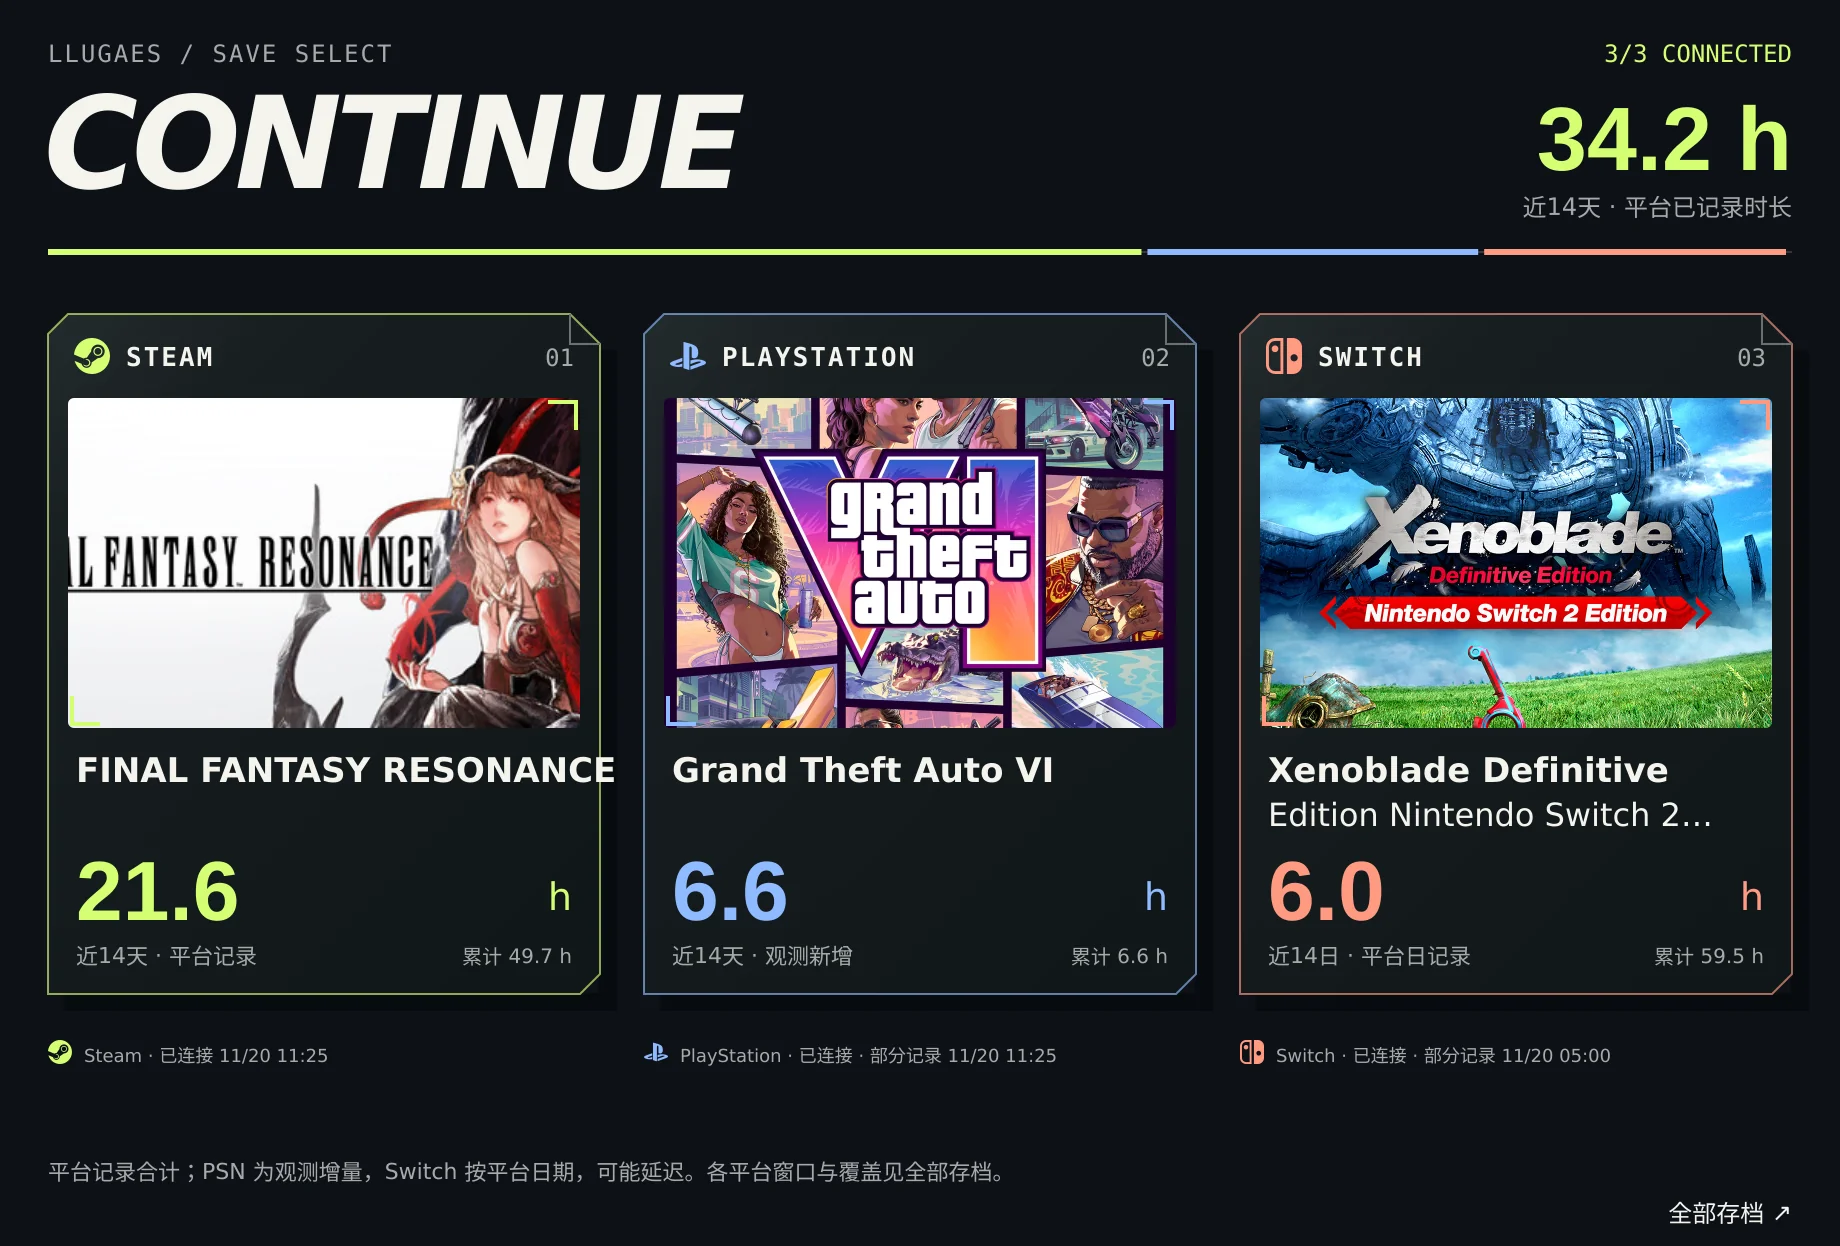 LLUGAES / SAVE SELECT
3/3 CONNECTED
CONTINUE
34.2 h
近14天 · 平台已记录时长
STEAM
01
AL FANTASY RESONANCE
FINAL FANTASY RESONANCE
21.6 h
近14天 · 平台记录
累计 49.7 h
PLAYSTATION
02
VI
grand
theft
auto
Grand Theft Auto VI
6.6 h
近14天 · 观测新增
累计 6.6 h
SWITCH
03
Xenoblade™
Definitive Edition
Nintendo Switch 2 Edition
Xenoblade Definitive
Edition Nintendo Switch 2...
6.0 h
近14日 · 平台日记录
累计 59.5 h
Steam · 已连接 11/20 11:25
PlayStation · 已连接 · 部分记录 11/20 11:25
Switch · 已连接 · 部分记录 11/20 05:00
平台记录合计；PSN 为观测增量，Switch 按平台日期，可能延迟。各平台窗口与覆盖见全部存档。
全部存档 ↗